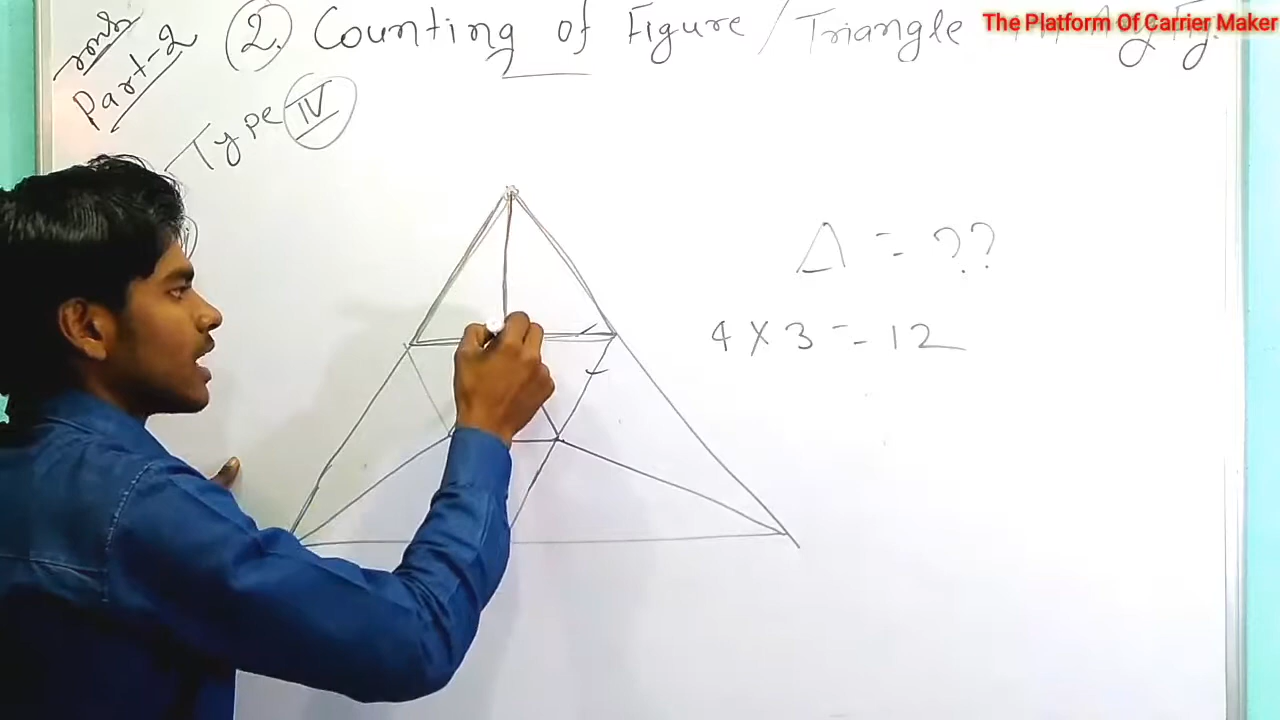 The Platform Of Carrier Maker
Part-2
2. Counting of Figure/Triangle
Type IV
Δ = ??
4 X 3 = 12